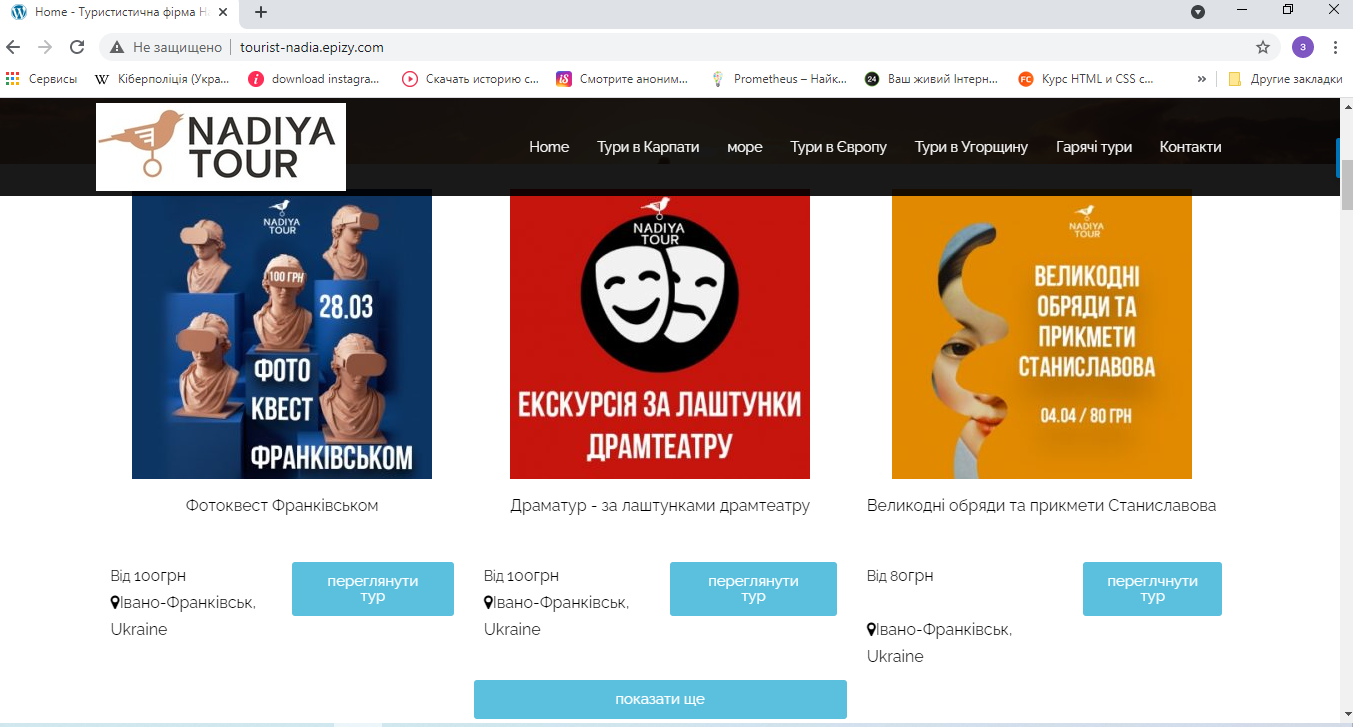 Home - Туристистична фірма Н
Не защищено
tourist-nadia.epizy.com
З
Сервисы
Кіберполіція (Укра...
download instagra...
Скачать историю с...
Смотрите аноним...
Prometheus – Найк...
Ваш живий Інтерн...
Курс HTML и CSS с...
»
Другие закладки
NADIYA
TOUR
Home
Тури в Карпати
море
Тури в Європу
Тури в Угорщину
Гарячі тури
Контакти
NADIYA
TOUR
100 ГРН
28.03
ФОТО
КВЕСТ
ФРАНКІВСЬКОМ
NADIYA
TOUR
ЕКСКУРСІЯ ЗА ЛАШТУНКИ
ДРАМТЕАТРУ
NADIYA
TOUR
ВЕЛИКОДНІ
ОБРЯДИ ТА
ПРИКМЕТИ
СТАНИСЛАВОВА
04.04 / 80 ГРН
Фотоквест Франківськом
Драматур - за лаштунками драмтеатру
Великодні обряди та прикмети Станиславова
Від 100грн
переглянути
тур
Івано-Франківськ,
Ukraine
Від 100грн
переглянути
тур
Івано-Франківськ,
Ukraine
Від 80грн
переглчнути
тур
Івано-Франківськ,
Ukraine
показати ще